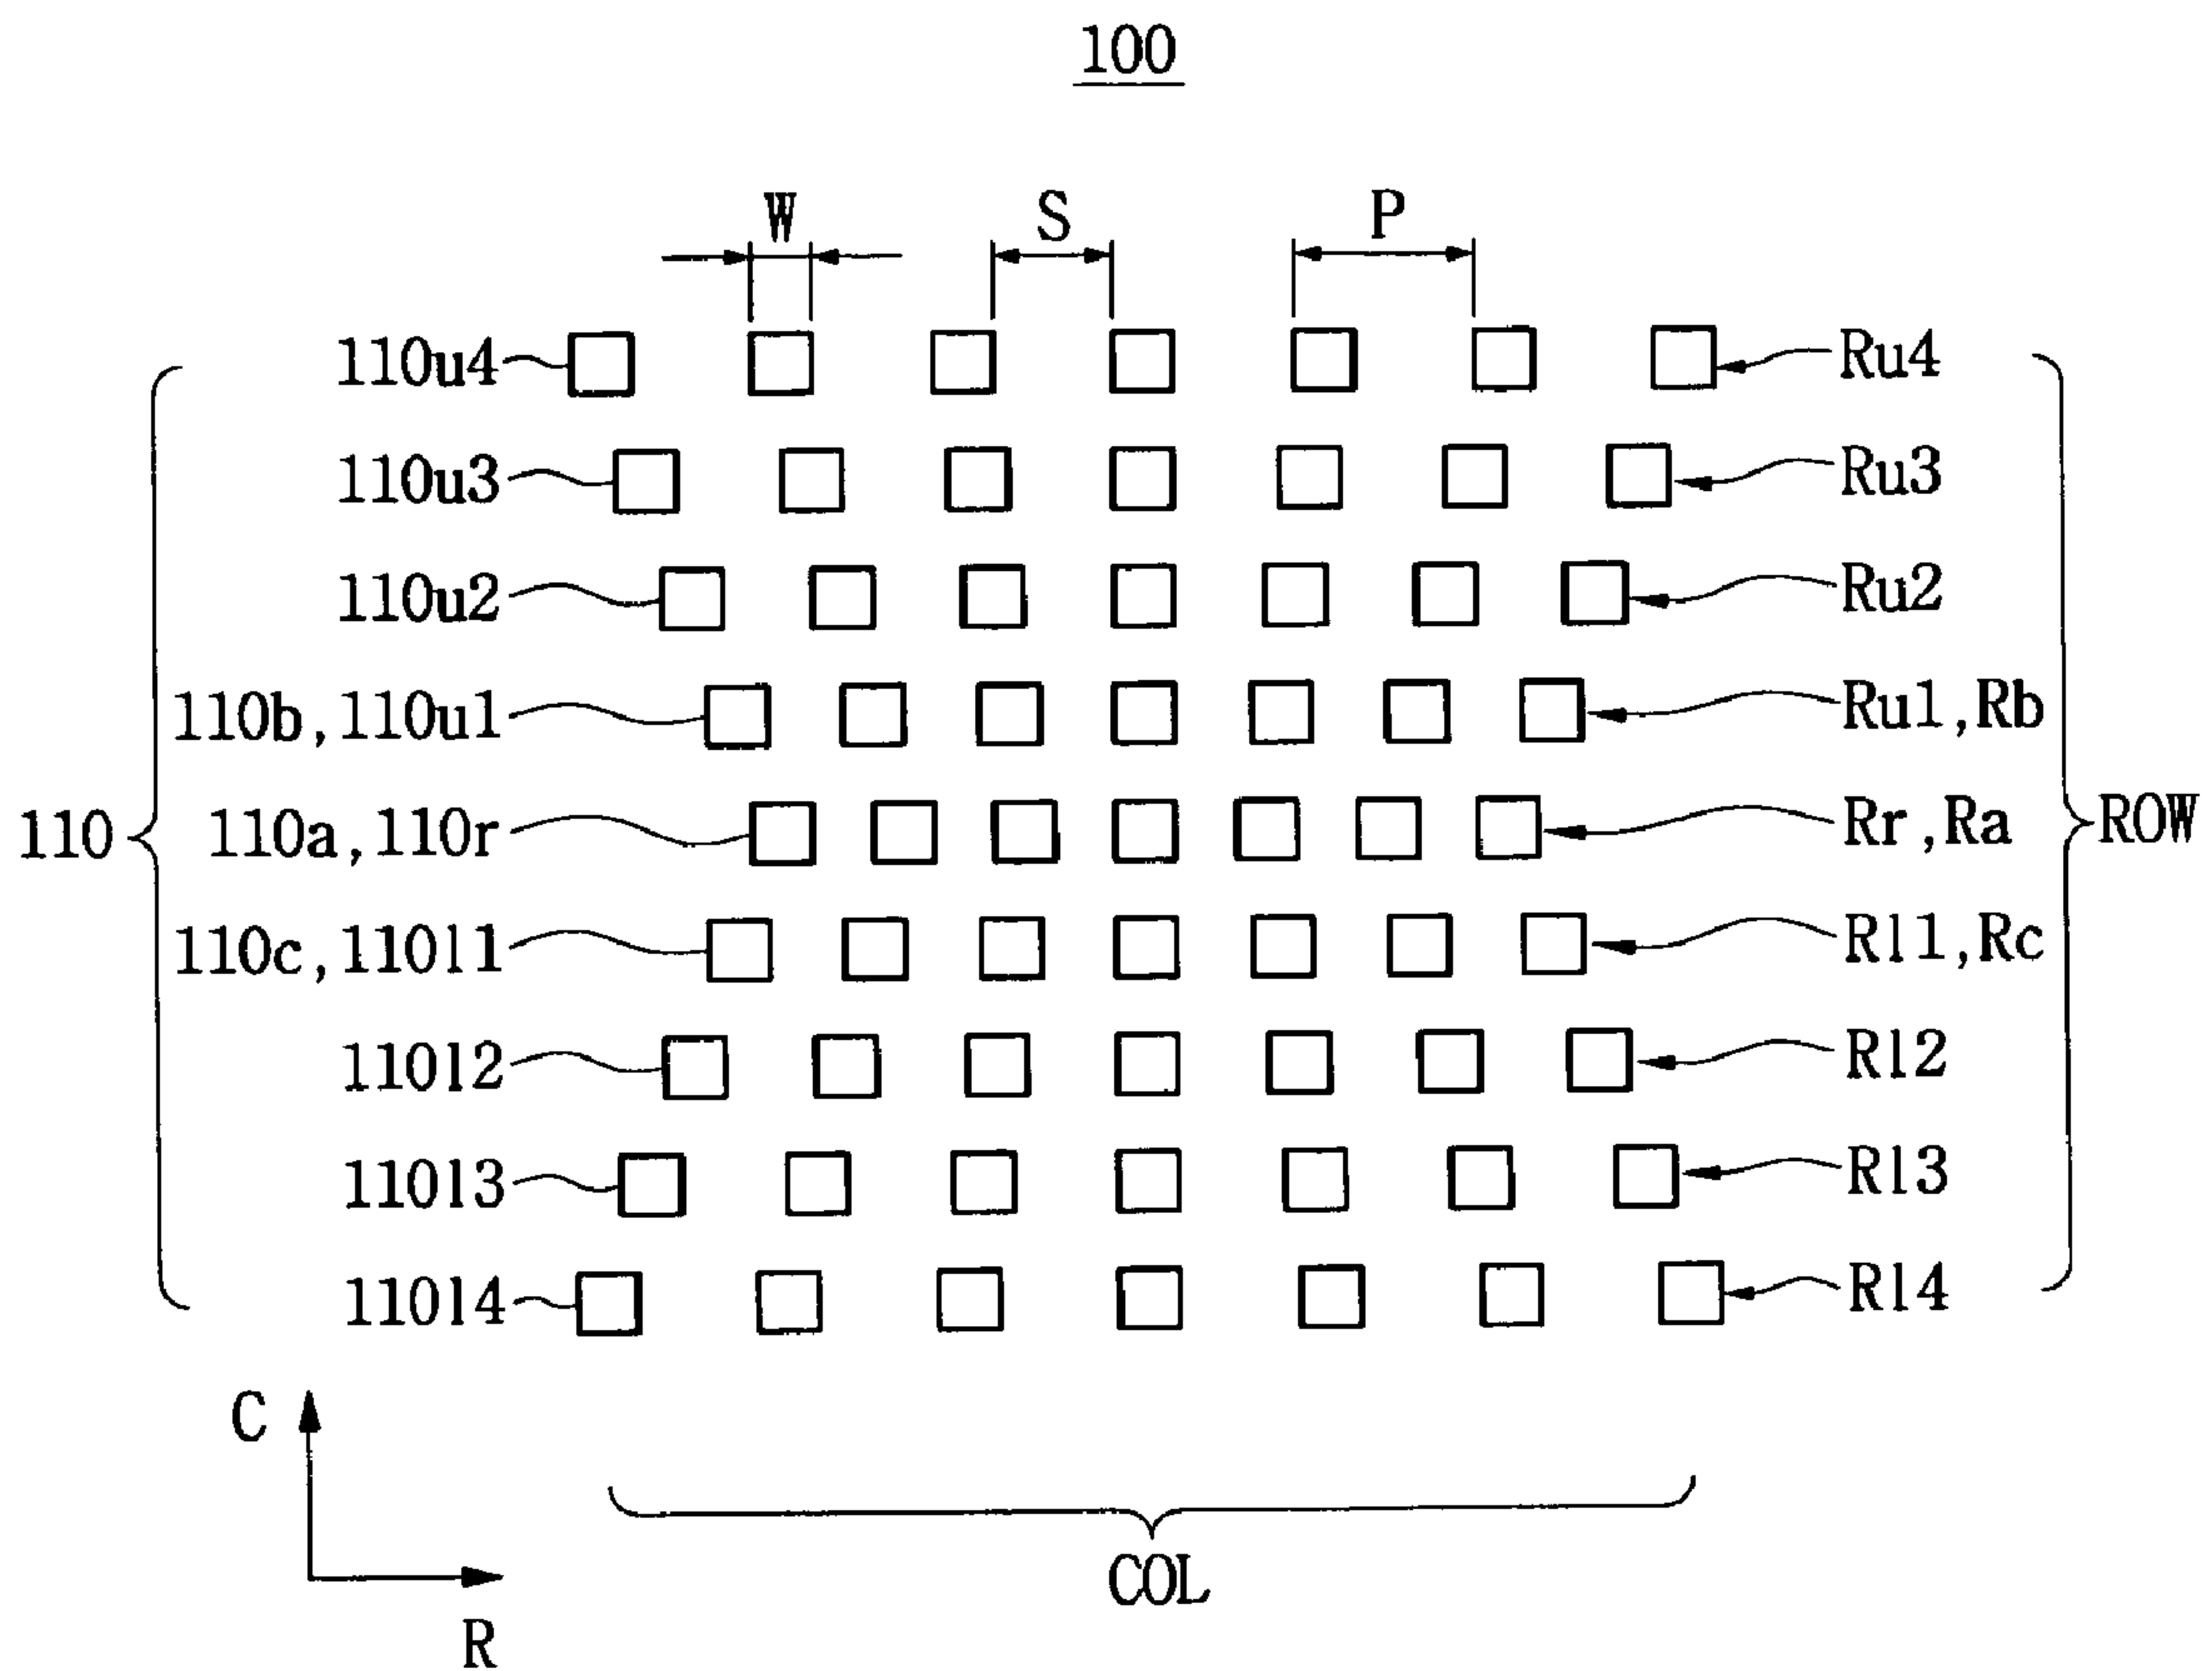 100
W S P
110u4 Ru4
110u3 Ru3
110u2 Ru2
110b,110u1 Ru1,Rb
110 110a,110r Rr,Ra ROW
110c,110l1 Rl1,Rc
110l2 Rl2
110l3 Rl3
110l4 Rl4
C
COL
R